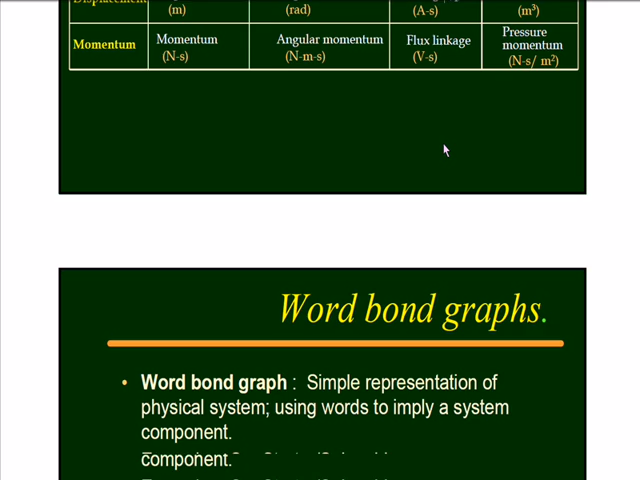 Displacement
(m) (rad) (A-s) (m³)
Momentum Momentum Angular momentum Flux linkage Pressure momentum
(N-s) (N-m-s) (V-s) (N-s/ m²)
Word bond graphs.
• Word bond graph : Simple representation of
physical system; using words to imply a system
component.
component.